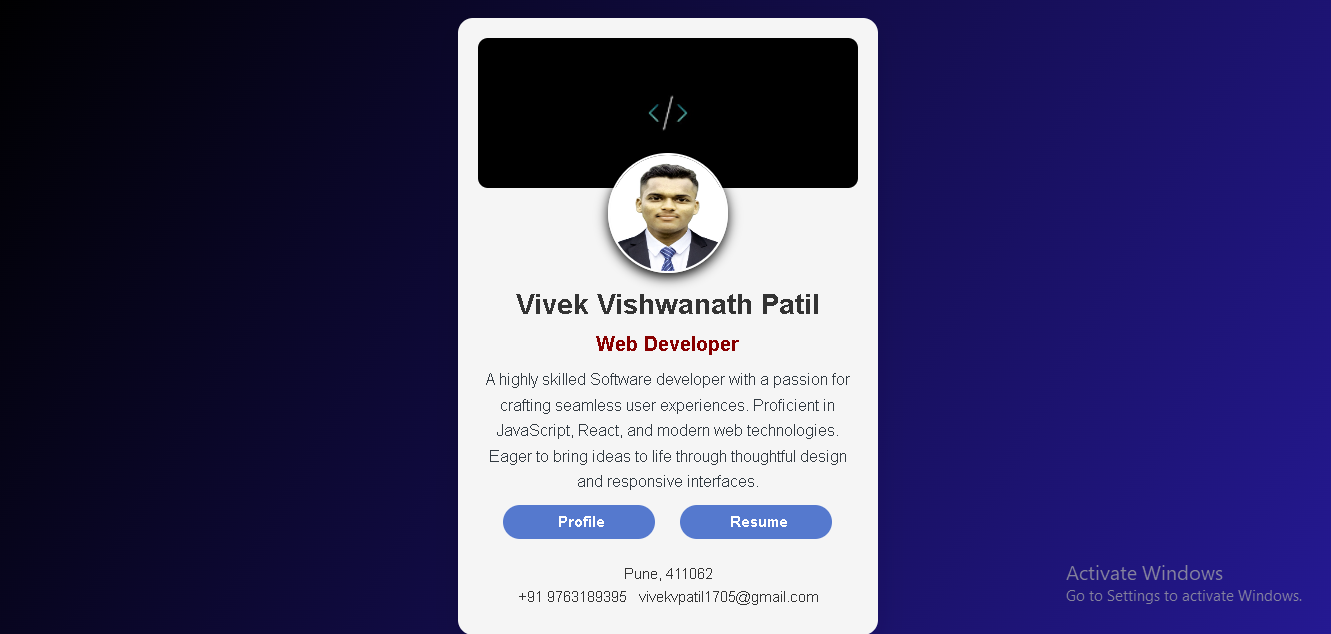 </>
Vivek Vishwanath Patil
Web Developer
A highly skilled Software developer with a passion for
crafting seamless user experiences. Proficient in
JavaScript, React, and modern web technologies.
Eager to bring ideas to life through thoughtful design
and responsive interfaces.
Profile Resume
Pune, 411062
+91 9763189395 vivekvpatil1705@gmail.com
Activate Windows
Go to Settings to activate Windows.